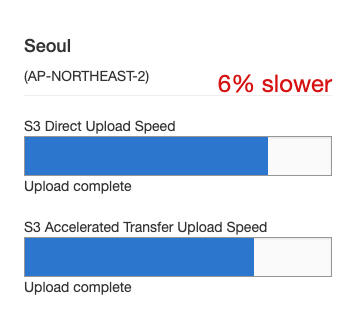 Seoul
(AP-NORTHEAST-2)
6% slower
S3 Direct Upload Speed
Upload complete
S3 Accelerated Transfer Upload Speed
Upload complete